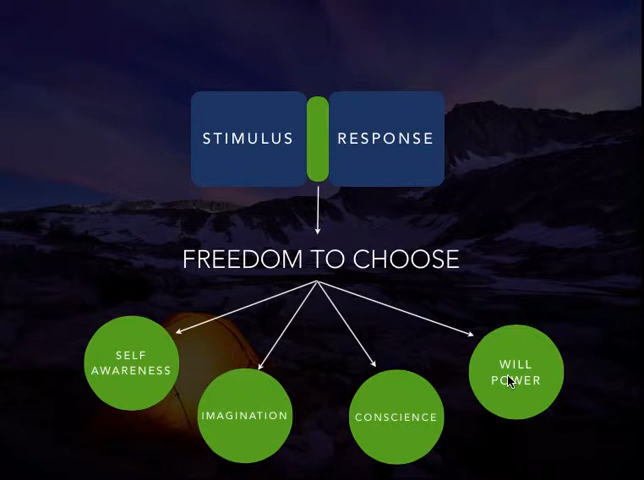 STIMULUS
RESPONSE
FREEDOM TO CHOOSE
SELF
AWARENESS
IMAGINATION
CONSCIENCE
WILL
POWER